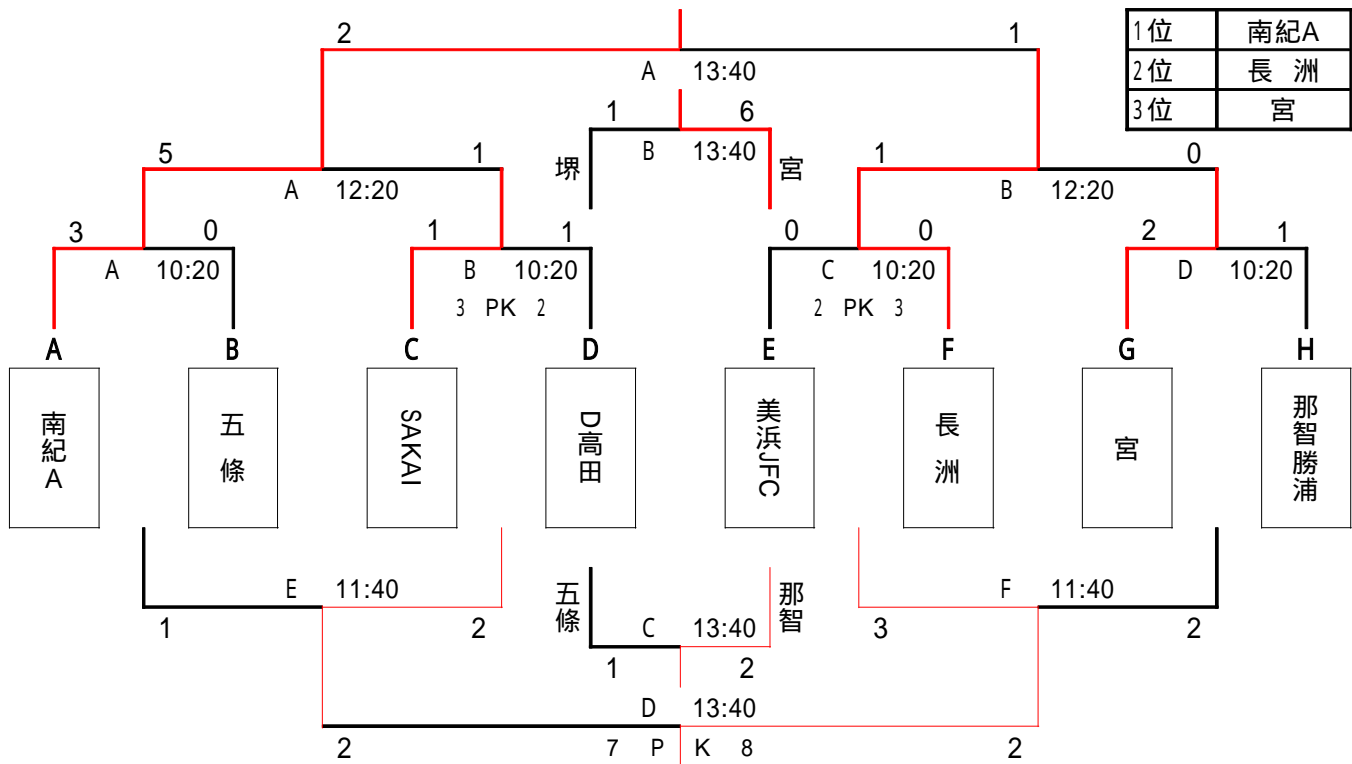 2 1
1位 南紀A
2位 長 洲
3位 宮
A 13:40
1 6
B 13:40
堺 宮
5 1
A 12:20
1 0
B 12:20
3 0
A 10:20
1 1
B 10:20
3 PK 2
0 0
C 10:20
2 PK 3
2 1
D 10:20
A B C D E F G H
南紀A
五條
SAKAI
D高田
美浜JFC
長洲
宮
那智勝浦
E 11:40
1 2
五條 那智
C 13:40
1 2
F 11:40
3 2
D 13:40
2 7 P K 8 2